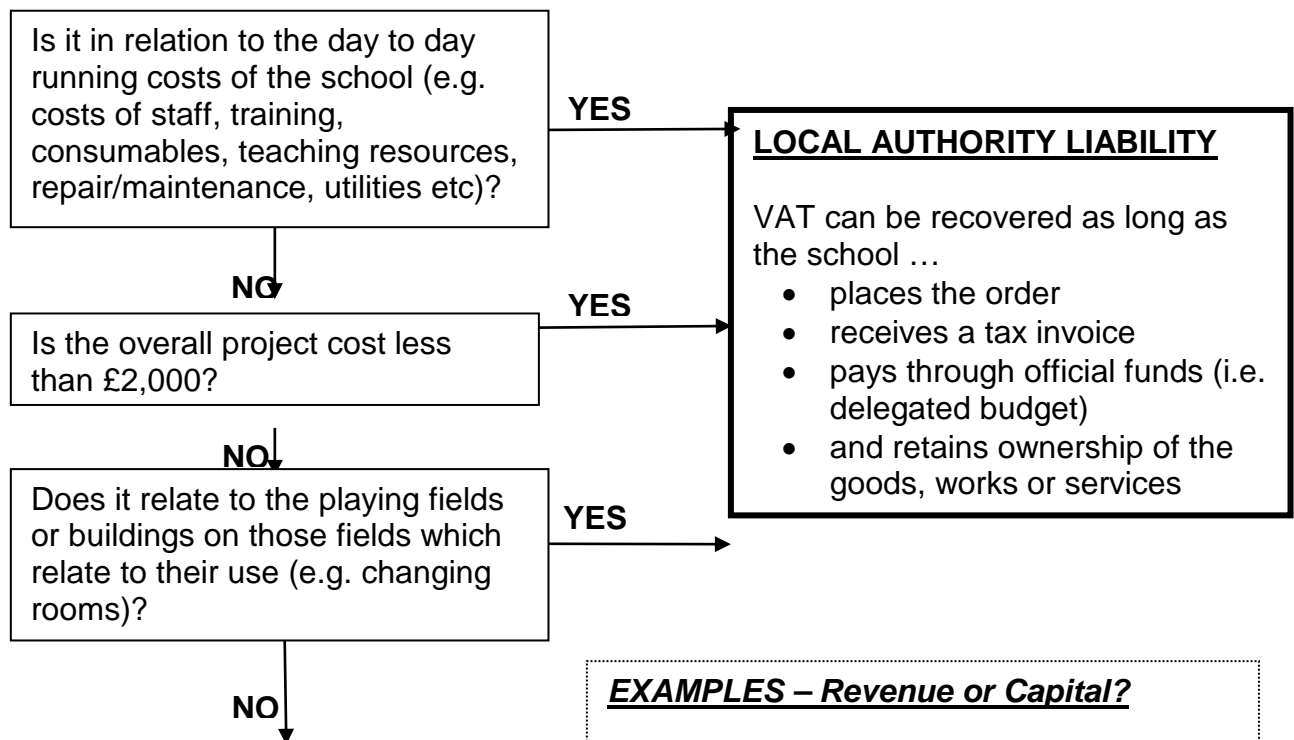 Is it in relation to the day to day
running costs of the school (e.g.
costs of staff, training,
consumables, teaching resources,
repair/maintenance, utilities etc)?
YES
LOCAL AUTHORITY LIABILITY
VAT can be recovered as long as
the school …
• places the order
• receives a tax invoice
• pays through official funds (i.e.
delegated budget)
• and retains ownership of the
goods, works or services
NO
YES
Is the overall project cost less
than £2,000?
NO
Does it relate to the playing fields
or buildings on those fields which
relate to their use (e.g. changing
rooms)?
YES
NO
EXAMPLES – Revenue or Capital?